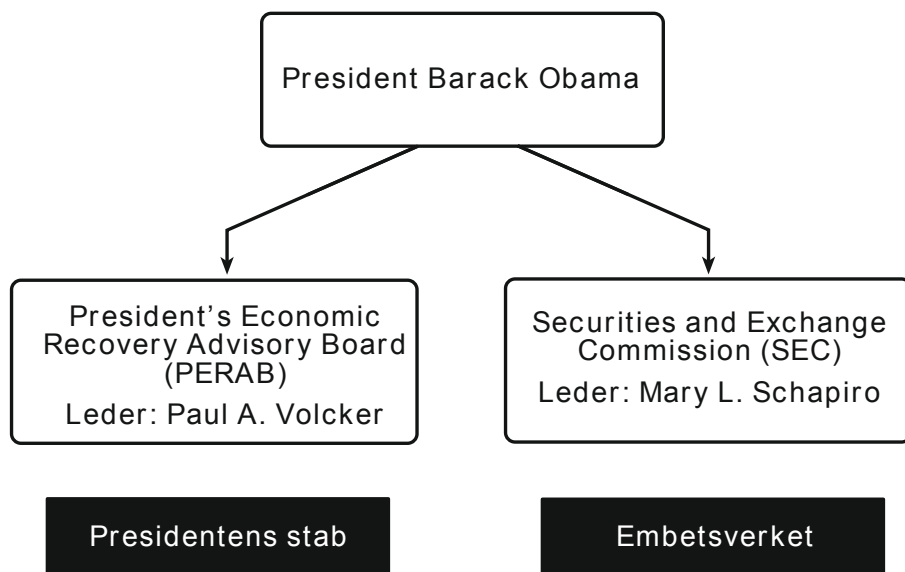 President Barack Obama
President’s Economic
Recovery Advisory Board
(PERAB)
Leder: Paul A. Volcker
Securities and Exchange
Commission (SEC)
Leder: Mary L. Schapiro
Presidentens stab
Embetsverket